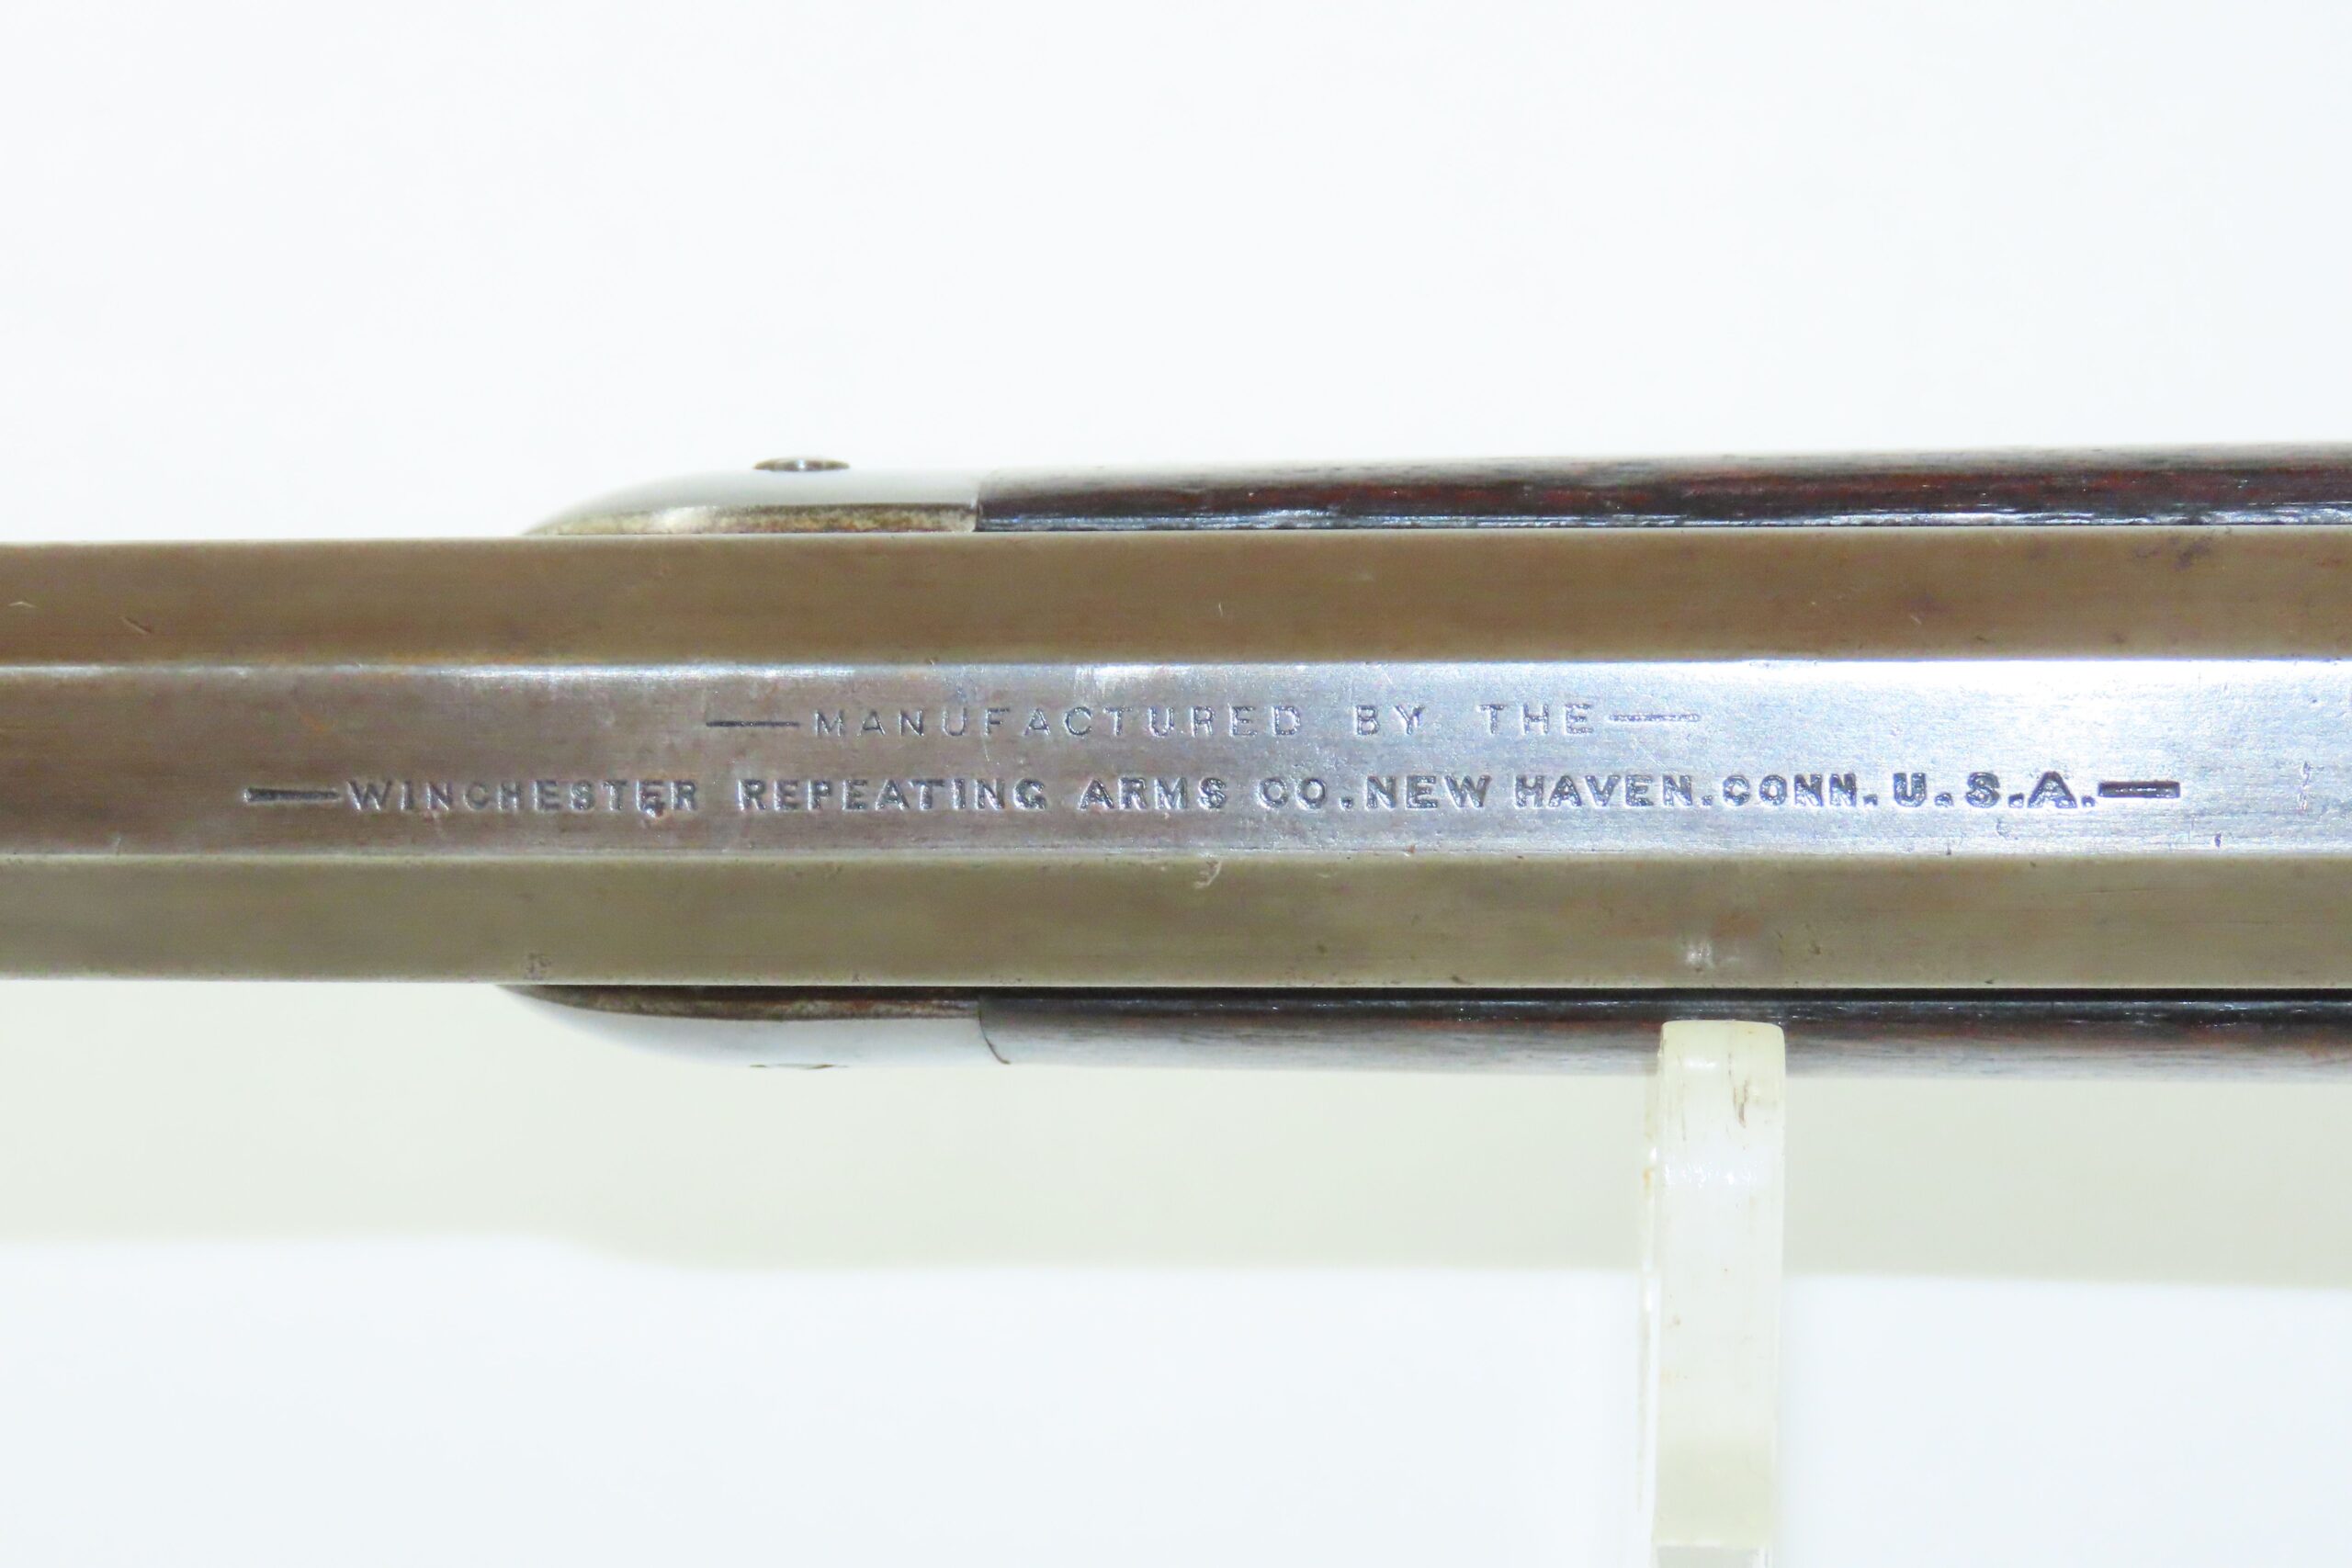 —MANUFACTURED BY THE—
—WINCHESTER REPEATING ARMS CO. NEW HAVEN. CONN. U.S.A.—